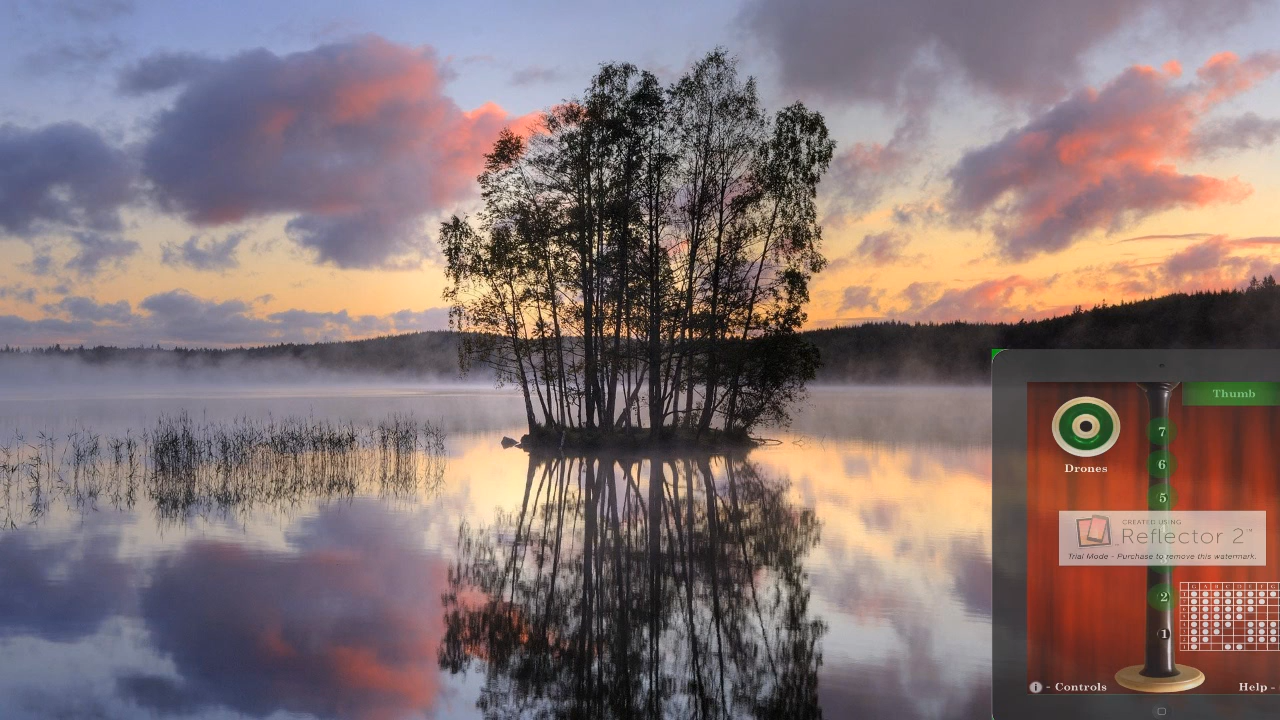 Thumb
7
Drones
6
5
CREATED USING
Reflector 2™
Trial Mode - Purchase to remove this watermark.
2
1
i - Controls
Help -